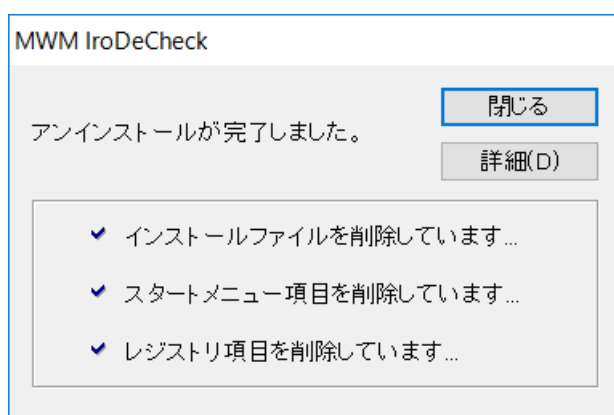 MWM IroDeCheck
閉じる
アンインストールが完了しました。
詳細(D)
インストールファイルを削除しています...
スタートメニュー項目を削除しています...
レジストリ項目を削除しています...